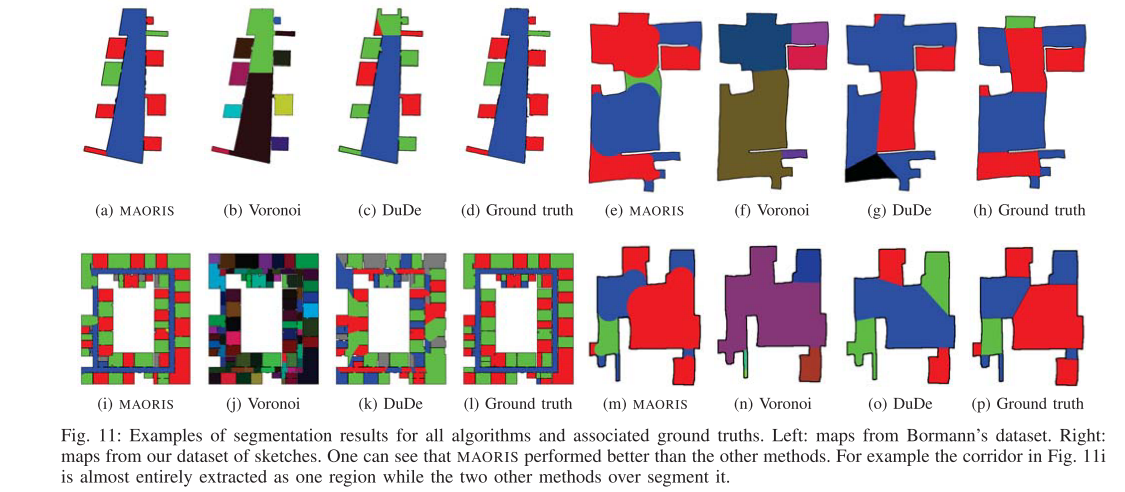 (a) MAORIS (b) Voronoi (c) DuDe (d) Ground truth (e) MAORIS (f) Voronoi (g) DuDe (h) Ground truth
(i) MAORIS (j) Voronoi (k) DuDe (l) Ground truth (m) MAORIS (n) Voronoi (o) DuDe (p) Ground truth
Fig. 11: Examples of segmentation results for all algorithms and associated ground truths. Left: maps from Bormann's dataset. Right:
maps from our dataset of sketches. One can see that MAORIS performed better than the other methods. For example the corridor in Fig. 11i
is almost entirely extracted as one region while the two other methods over segment it.